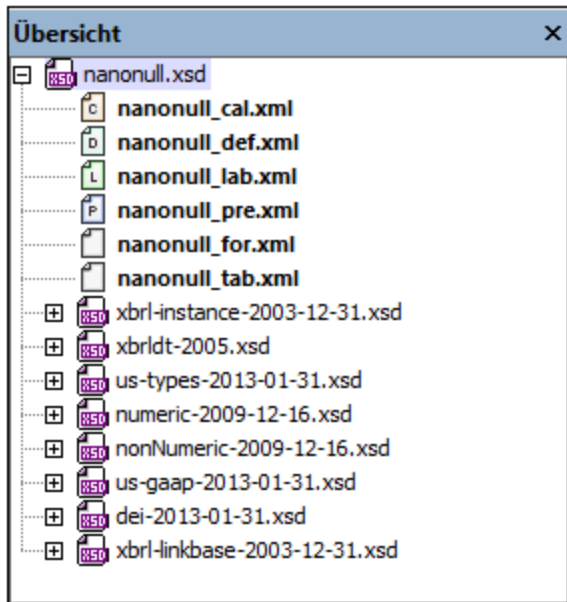 Übersicht
nanonull.xsd
nanonull_cal.xml
nanonull_def.xml
nanonull_lab.xml
nanonull_pre.xml
nanonull_for.xml
nanonull_tab.xml
xbrl-instance-2003-12-31.xsd
xbrldt-2005.xsd
us-types-2013-01-31.xsd
numeric-2009-12-16.xsd
nonNumeric-2009-12-16.xsd
us-gaap-2013-01-31.xsd
dei-2013-01-31.xsd
xbrl-linkbase-2003-12-31.xsd